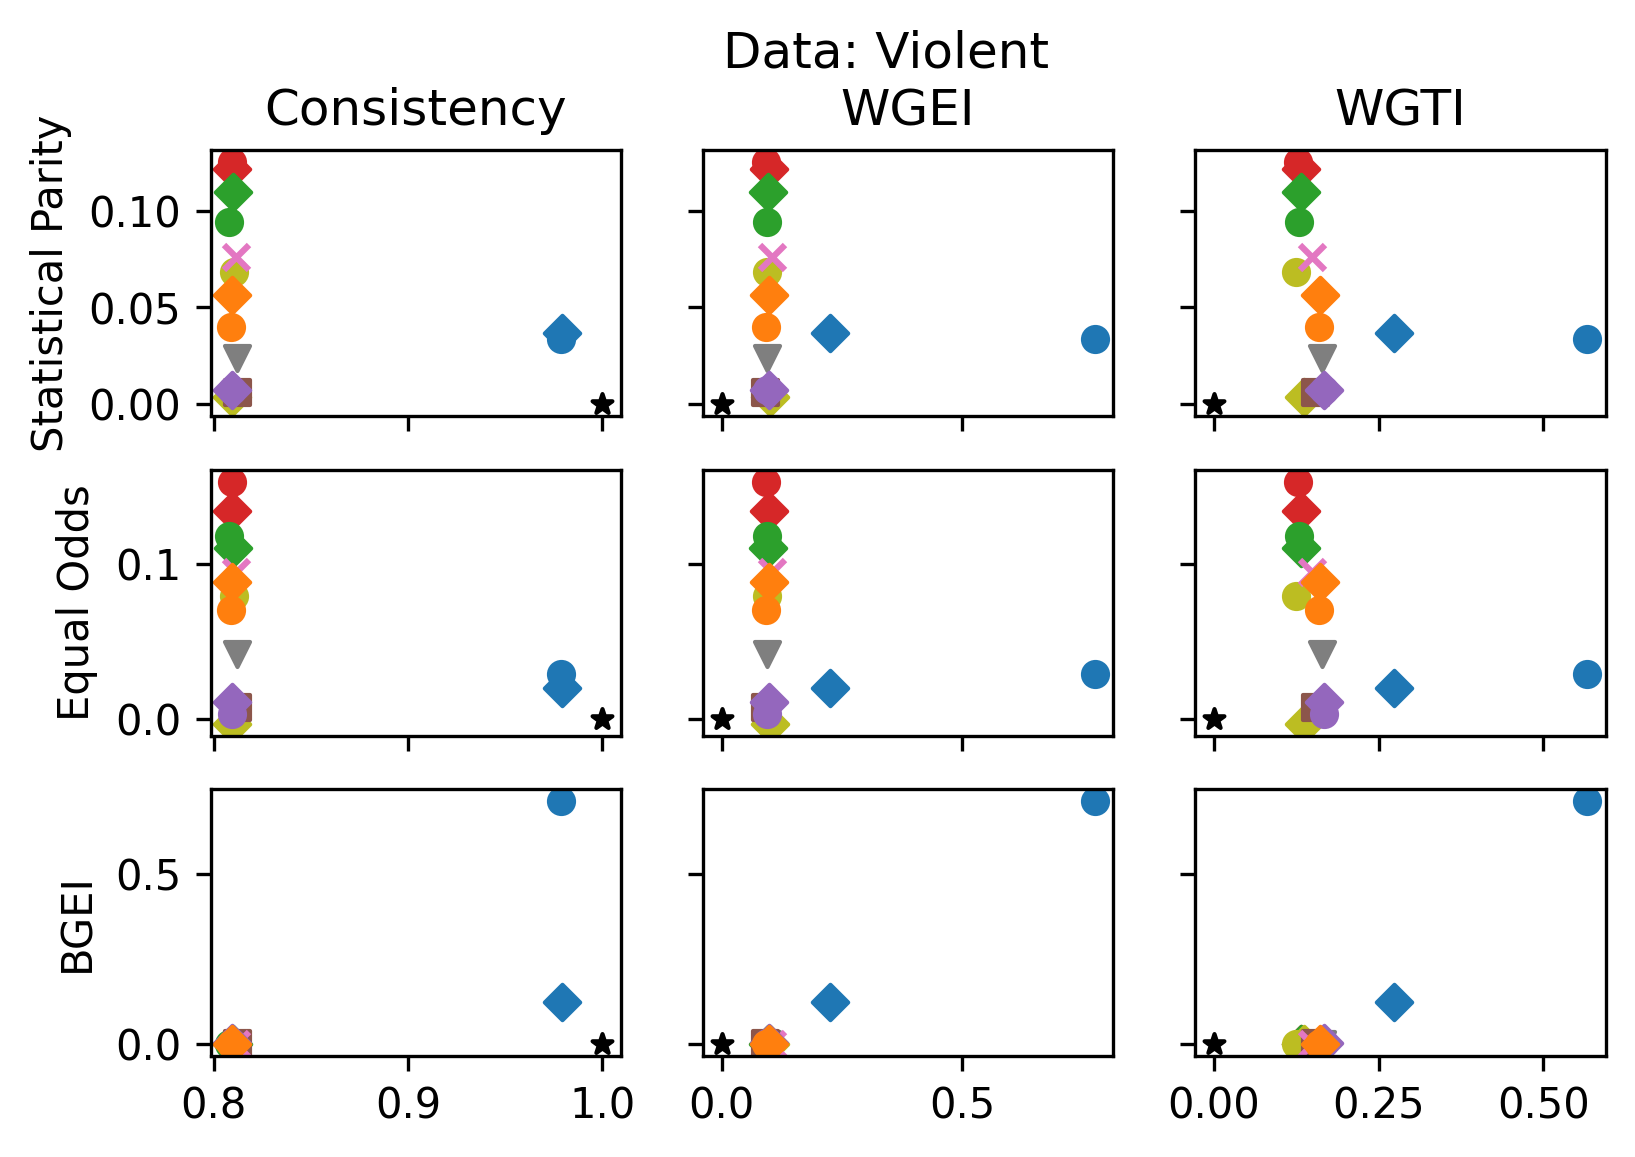 Data: Violent
Consistency WGEI WGTI
Statistical Parity
0.10
0.05
0.00
Equal Odds
0.1
0.0
BGEI
0.5
0.0
0.8 0.9 1.0 0.0 0.5 0.00 0.25 0.50